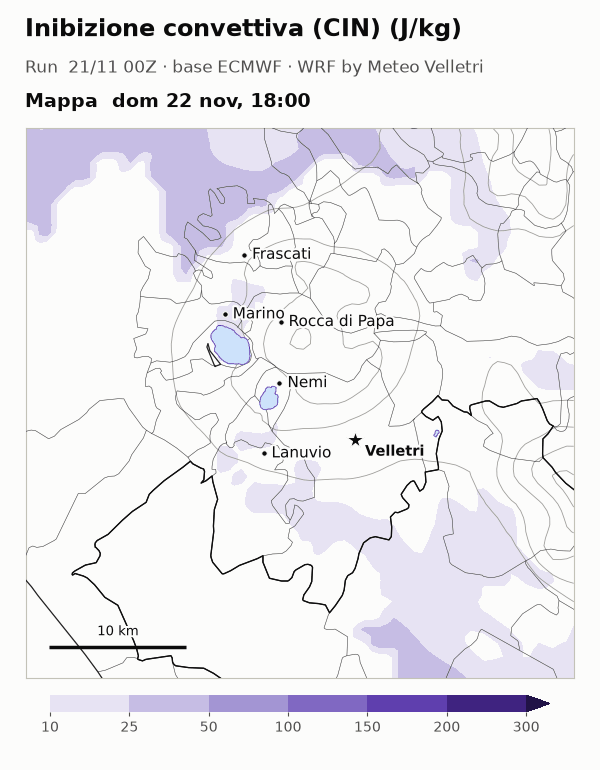 Inibizione convettiva (CIN) (J/kg)
Run  21/11 00Z · base ECMWF · WRF by Meteo Velletri
Mappa  dom 22 nov, 18:00
Frascati
Marino
Rocca di Papa
Nemi
Velletri
Lanuvio
10 km
10 25 50 100 150 200 300